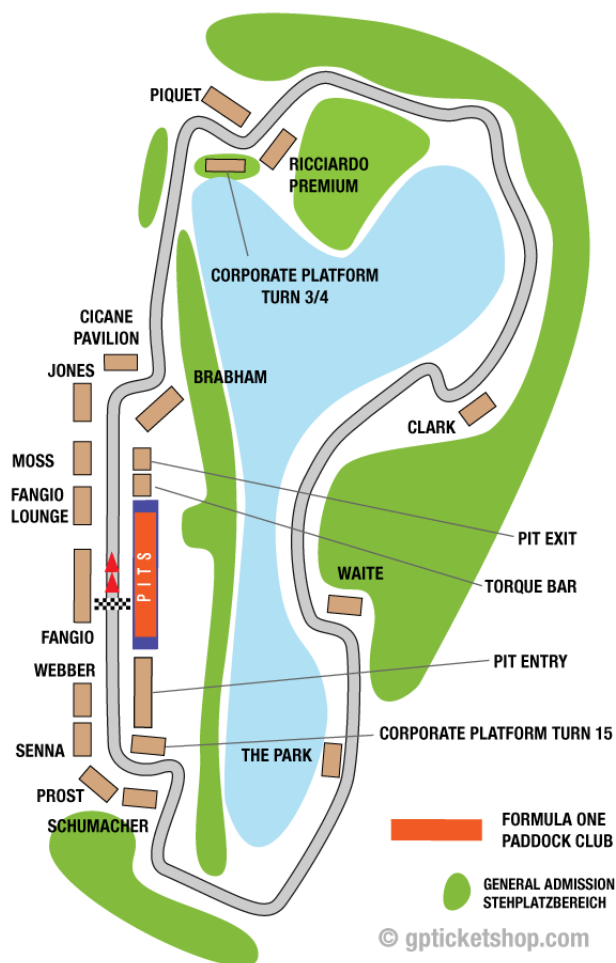 PIQUET
RICCIARDO
PREMIUM
CORPORATE PLATFORM
TURN 3/4
CICANE
PAVILION
JONES
BRABHAM
CLARK
MOSS
FANGIO
LOUNGE
PIT EXIT
PITS
TORQUE BAR
WAITE
FANGIO
WEBBER
PIT ENTRY
SENNA
CORPORATE PLATFORM TURN 15
THE PARK
PROST
SCHUMACHER
FORMULA ONE
PADDOCK CLUB
GENERAL ADMISSION
STEHPLATZBEREICH
© gpticketshop.com